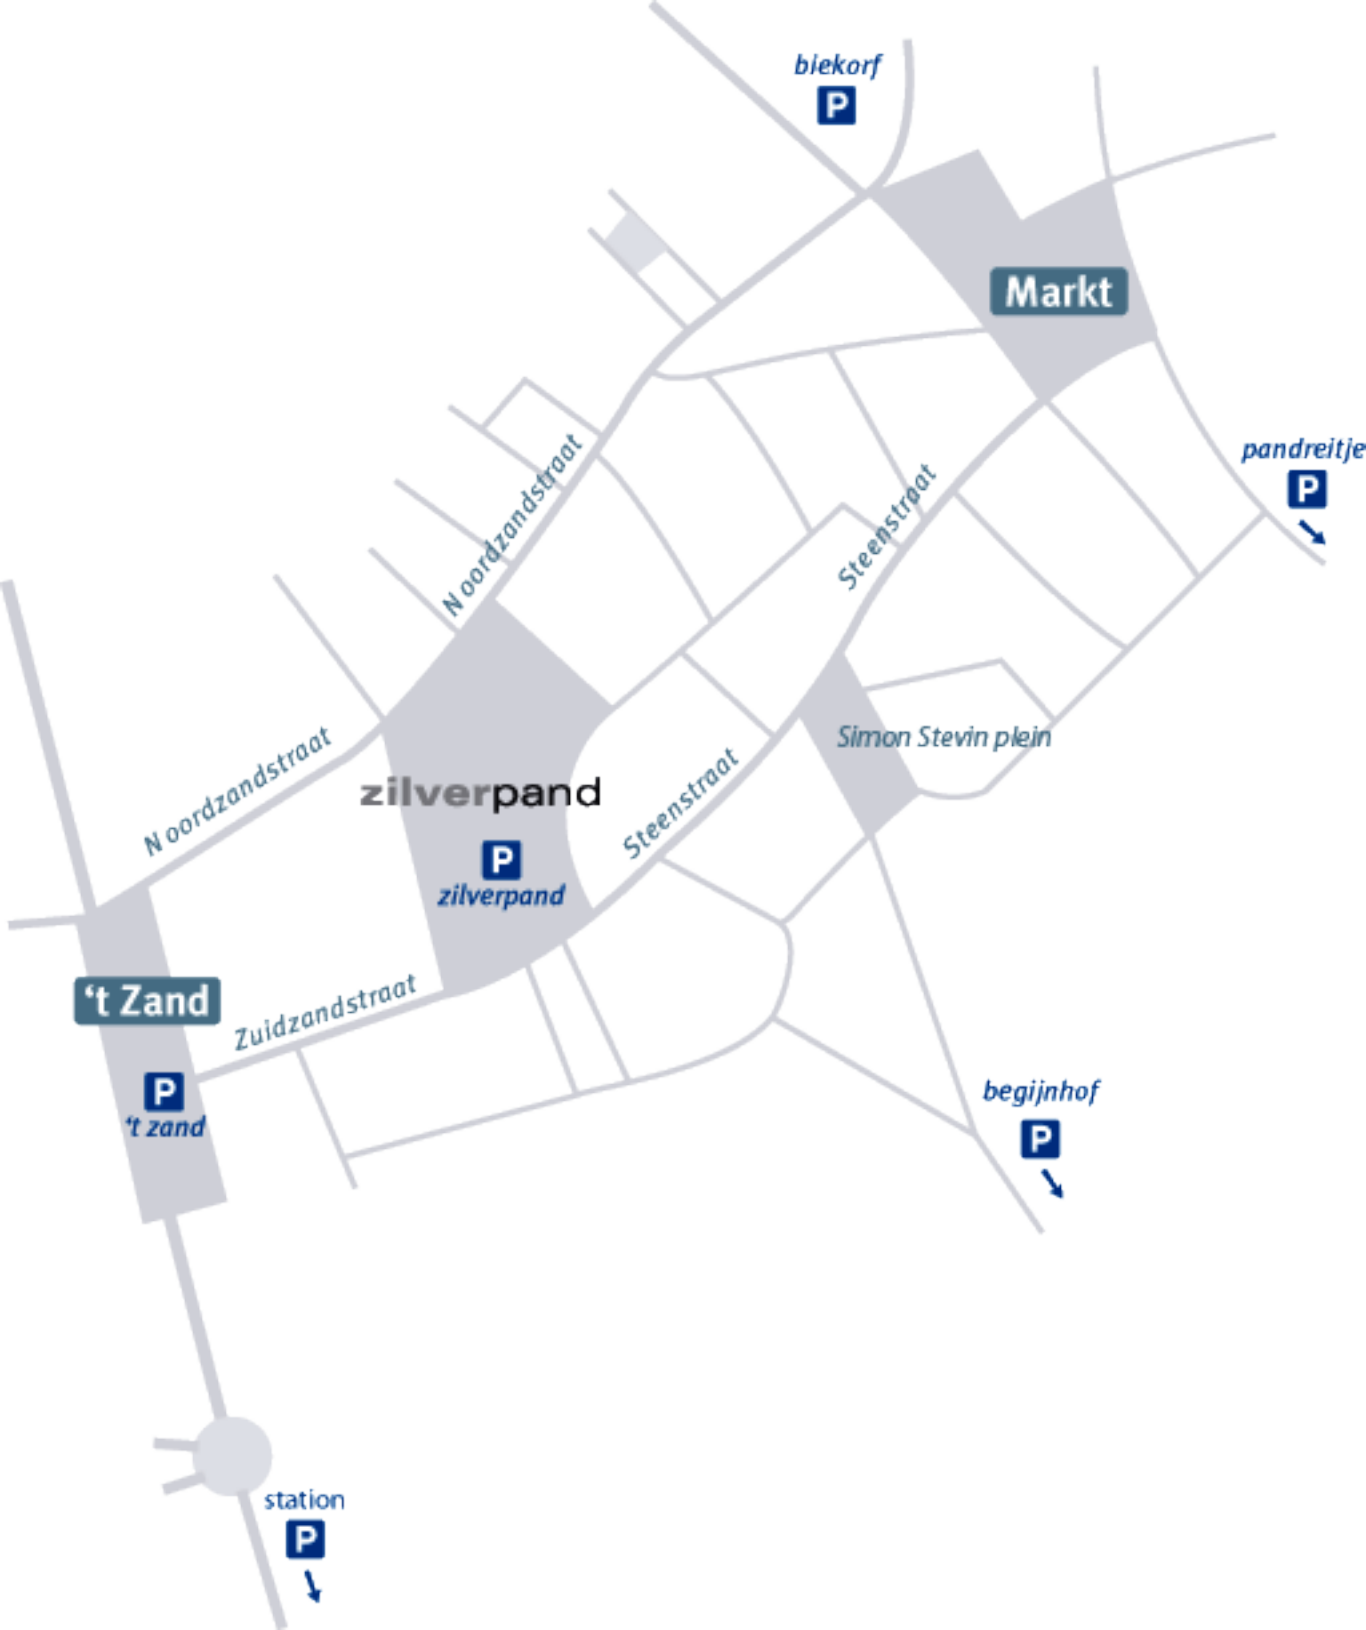 biekorf
P
Markt
pandreitje
P
Noordzandstraat
Steenstraat
Noordzandstraat
Simon Stevin plein
zilverpand
Steenstraat
P
zilverpand
't Zand
Zuidzandstraat
P
't zand
begijnhof
P
station
P